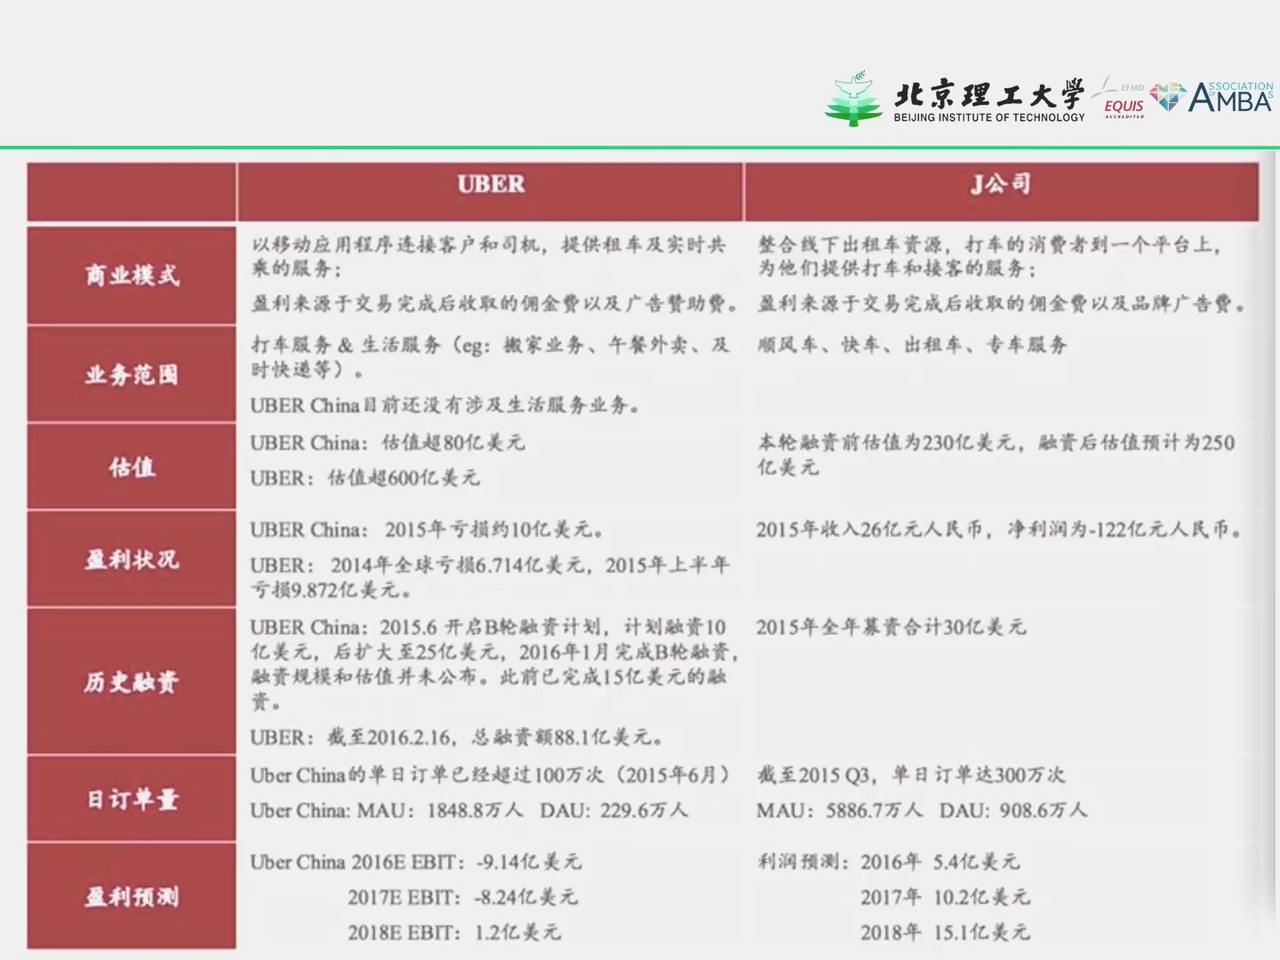 北京理工大学
BEIJING INSTITUTE OF TECHNOLOGY
EFMD
EQUIS
ACCREDITED
ASSOCIATION
OF
AMBAS
UBER
J公司
商业模式
以移动应用程序连接客户和司机，提供租车及实时共
乘的服务；
盈利来源于交易完成后收取的佣金费以及广告赞助费。
整合线下出租车资源，打车的消费者到一个平台上，
为他们提供打车和接客的服务；
盈利来源于交易完成后收取的佣金费以及品牌广告费。
业务范围
打车服务 & 生活服务（eg：搬家业务、午餐外卖、及
时快递等）。
UBER China目前还没有涉及生活服务业务。
顺风车、快车、出租车、专车服务
估值
UBER China：估值超80亿美元
UBER：估值超600亿美元
本轮融资前估值为230亿美元，融资后估值预计为250
亿美元
盈利状况
UBER China： 2015年亏损约10亿美元。
UBER： 2014年全球亏损6.714亿美元，2015年上半年
亏损9.872亿美元。
2015年收入26亿元人民币，净利润为-122亿元人民币。
历史融资
UBER China：2015.6 开启B轮融资计划，计划融资10
亿美元，后扩大至25亿美元，2016年1月完成B轮融资，
融资规模和估值并未公布。此前已完成15亿美元的融
资。
UBER：截至2016.2.16，总融资额88.1亿美元。
2015年全年募资合计30亿美元
日订单量
Uber China的单日订单已经超过100万次（2015年6月）
Uber China: MAU：1848.8万人 DAU: 229.6万人
截至2015 Q3，单日订单达300万次
MAU：5886.7万人 DAU: 908.6万人
盈利预测
Uber China 2016E EBIT：-9.14亿美元
2017E EBIT：-8.24亿美元
2018E EBIT：1.2亿美元
利润预测：2016年 5.4亿美元
2017年 10.2亿美元
2018年 15.1亿美元